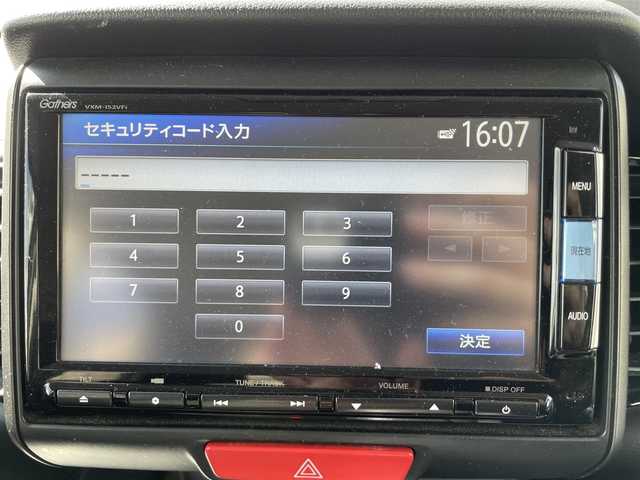 Gathers VXM-152VFi
セキュリティコード入力 16:07
-----
1 2 3 修正
4 5 6
7 8 9
0 決定
MENU
現在地
AUDIO
TILT TUNE/TRACK VOLUME DISP OFF